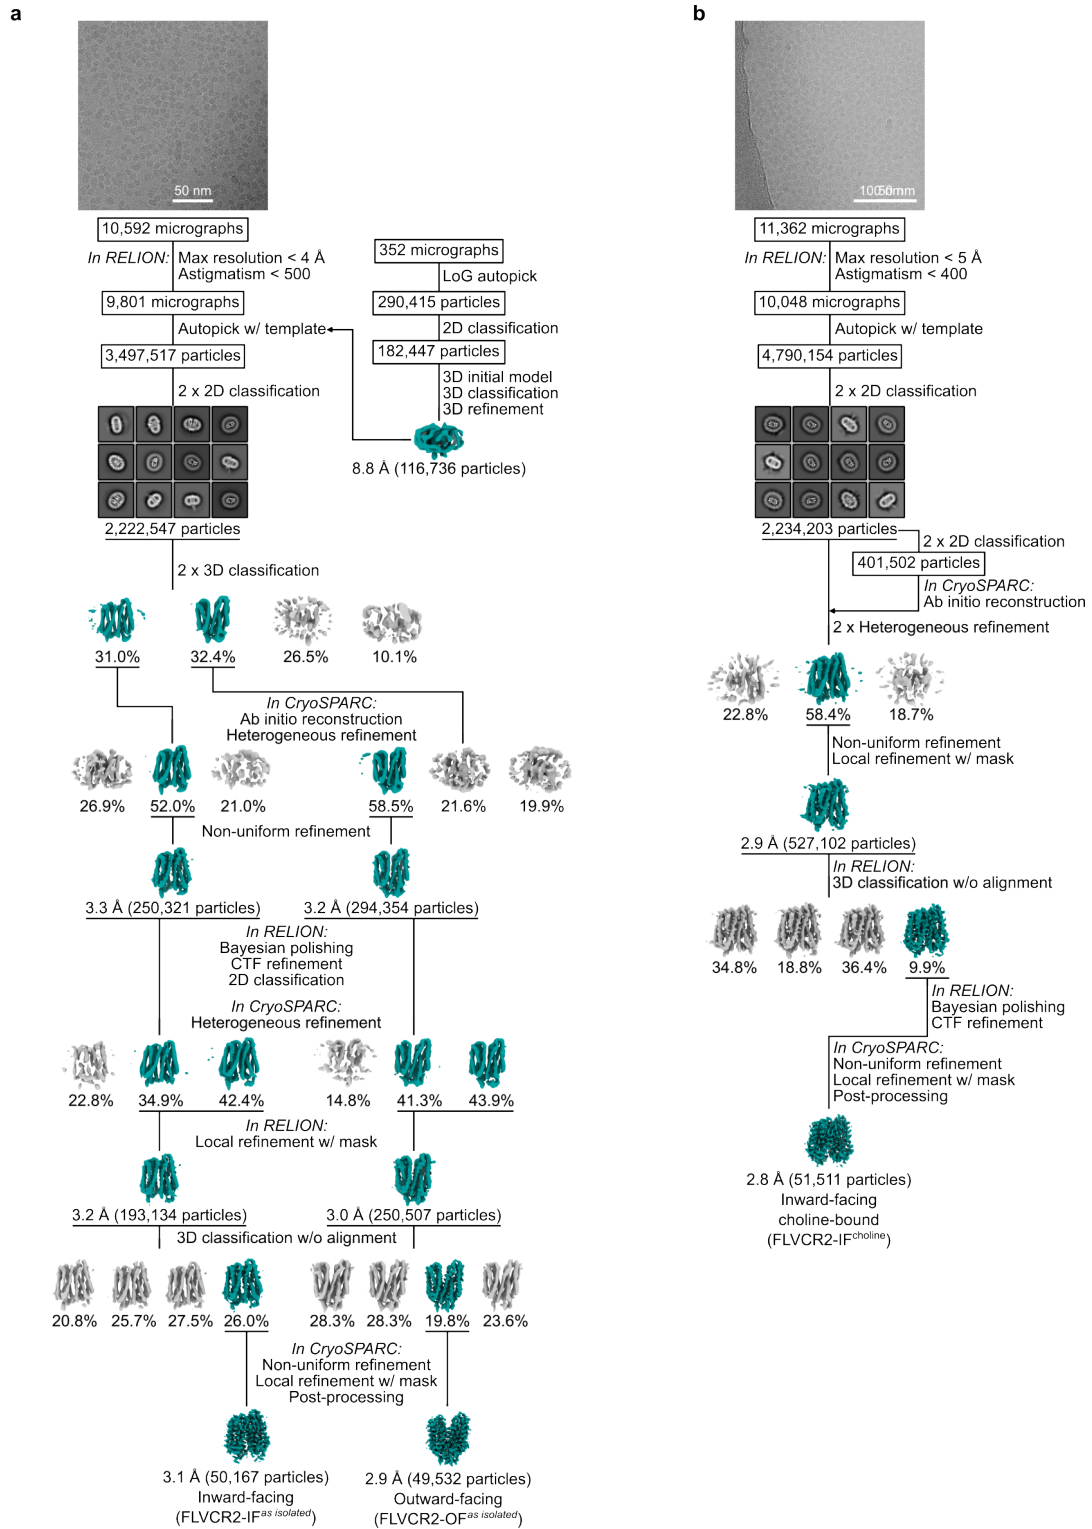 a
50 nm
10,592 micrographs
In RELION: Max resolution < 4 Å
Astigmatism < 500
9,801 micrographs
Autopick w/ template
3,497,517 particles
2 x 2D classification
352 micrographs
LoG autopick
290,415 particles
2D classification
182,447 particles
3D initial model
3D classification
3D refinement
8.8 Å (116,736 particles)
2,222,547 particles
2 x 3D classification
31.0% 32.4% 26.5% 10.1%
In CryoSPARC:
Ab initio reconstruction
Heterogeneous refinement
26.9% 52.0% 21.0% 58.5% 21.6% 19.9%
Non-uniform refinement
3.3 Å (250,321 particles) 3.2 Å (294,354 particles)
In RELION:
Bayesian polishing
CTF refinement
2D classification
In CryoSPARC:
Heterogeneous refinement
22.8% 34.9% 42.4% 14.8% 41.3% 43.9%
In RELION:
Local refinement w/ mask
3.2 Å (193,134 particles) 3.0 Å (250,507 particles)
3D classification w/o alignment
20.8% 25.7% 27.5% 26.0% 28.3% 28.3% 19.8% 23.6%
In CryoSPARC:
Non-uniform refinement
Local refinement w/ mask
Post-processing
3.1 Å (50,167 particles) 2.9 Å (49,532 particles)
Inward-facing Outward-facing
(FLVCR2-IFas isolated) (FLVCR2-OFas isolated)
b
11,362 micrographs
In RELION: Max resolution < 5 Å
Astigmatism < 400
10,048 micrographs
Autopick w/ template
4,790,154 particles
2 x 2D classification
2,234,203 particles
2 x 2D classification
401,502 particles
In CryoSPARC:
Ab initio reconstruction
2 x Heterogeneous refinement
22.8% 58.4% 18.7%
Non-uniform refinement
Local refinement w/ mask
2.9 Å (527,102 particles)
In RELION:
3D classification w/o alignment
34.8% 18.8% 36.4% 9.9%
In RELION:
Bayesian polishing
CTF refinement
In CryoSPARC:
Non-uniform refinement
Local refinement w/ mask
Post-processing
2.8 Å (51,511 particles)
Inward-facing
choline-bound
(FLVCR2-IFcholine)